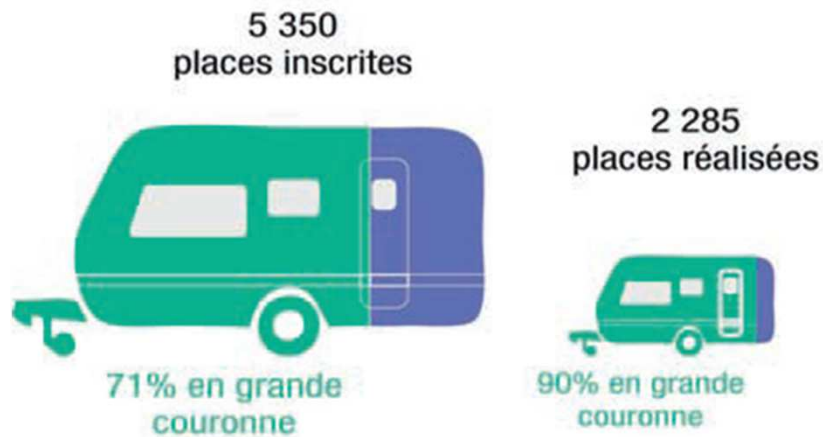 5 350
places inscrites
2 285
places réalisées
71% en grande
couronne
90% en grande
couronne